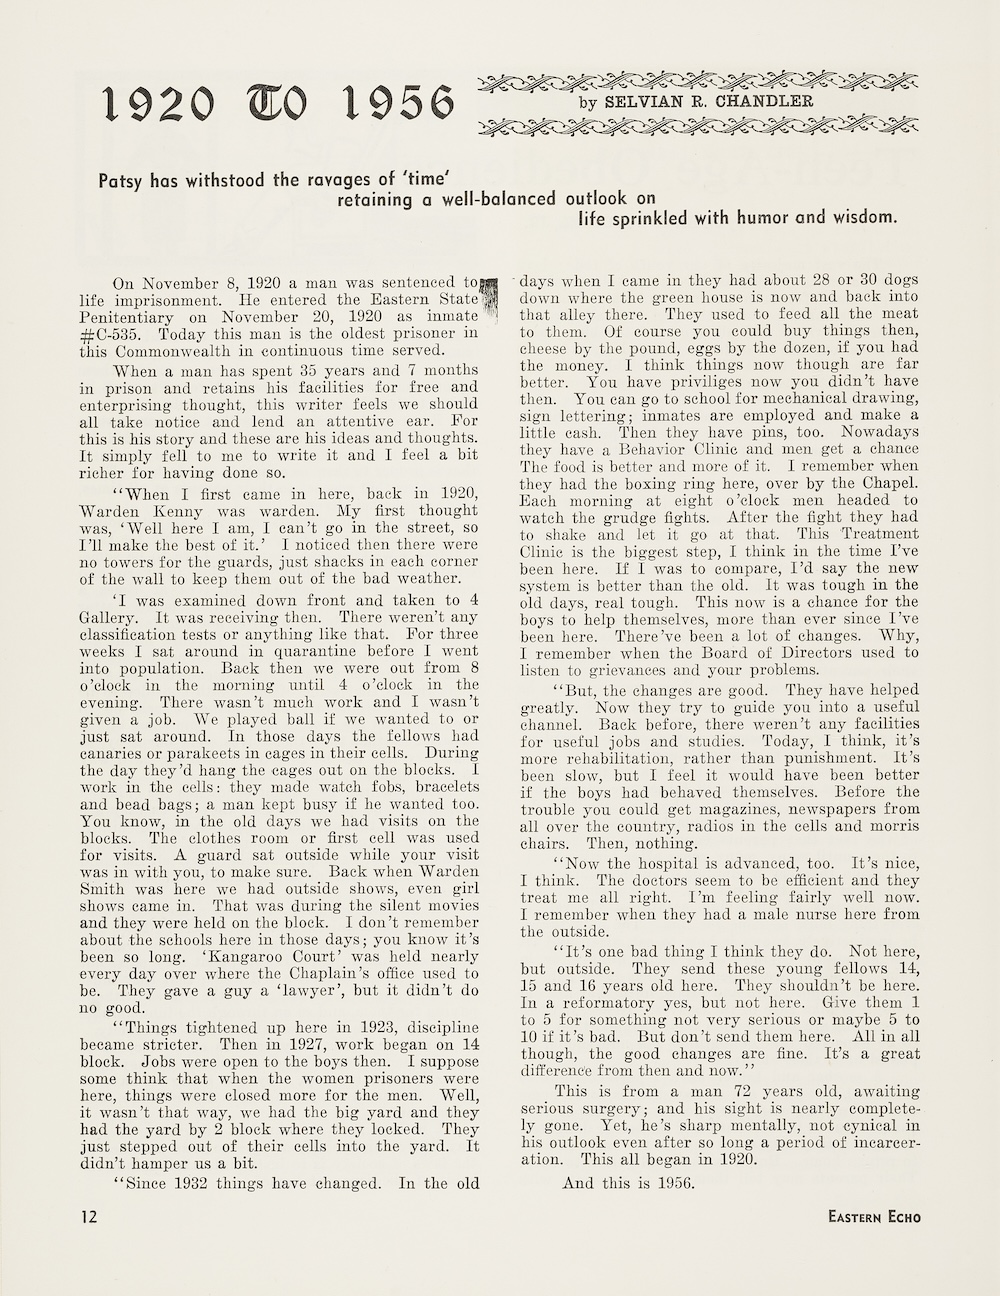 1920 TO 1956
by SELVIAN R. CHANDLER
Patsy has withstood the ravages of 'time'
retaining a well-balanced outlook on
life sprinkled with humor and wisdom.
On November 8, 1920 a man was sentenced to
life imprisonment. He entered the Eastern State
Penitentiary on November 20, 1920 as inmate
#C-535. Today this man is the oldest prisoner in
this Commonwealth in continuous time served.
When a man has spent 35 years and 7 months
in prison and retains his facilities for free and
enterprising thought, this writer feels we should
all take notice and lend an attentive ear. For
this is his story and these are his ideas and thoughts.
It simply fell to me to write it and I feel a bit
richer for having done so.
"When I first came in here, back in 1920,
Warden Kenny was warden. My first thought
was, 'Well here I am, I can't go in the street, so
I'll make the best of it.' I noticed then there were
no towers for the guards, just shacks in each corner
of the wall to keep them out of the bad weather.
'I was examined down front and taken to 4
Gallery. It was receiving then. There weren't any
classification tests or anything like that. For three
weeks I sat around in quarantine before I went
into population. Back then we were out from 8
o'clock in the morning until 4 o'clock in the
evening. There wasn't much work and I wasn't
given a job. We played ball if we wanted to or
just sat around. In those days the fellows had
canaries or parakeets in cages in their cells. During
the day they'd hang the cages out on the blocks. I
work in the cells: they made watch fobs, bracelets
and bead bags; a man kept busy if he wanted too.
You know, in the old days we had visits on the
blocks. The clothes room or first cell was used
for visits. A guard sat outside while your visit
was in with you, to make sure. Back when Warden
Smith was here we had outside shows, even girl
shows came in. That was during the silent movies
and they were held on the block. I don't remember
about the schools here in those days; you know it's
been so long. 'Kangaroo Court' was held nearly
every day over where the Chaplain's office used to
be. They gave a guy a 'lawyer', but it didn't do
no good.
"Things tightened up here in 1923, discipline
became stricter. Then in 1927, work began on 14
block. Jobs were open to the boys then. I suppose
some think that when the women prisoners were
here, things were closed more for the men. Well,
it wasn't that way, we had the big yard and they
had the yard by 2 block where they locked. They
just stepped out of their cells into the yard. It
didn't hamper us a bit.
"Since 1932 things have changed. In the old
days when I came in they had about 28 or 30 dogs
down where the green house is now and back into
that alley there. They used to feed all the meat
to them. Of course you could buy things then,
cheese by the pound, eggs by the dozen, if you had
the money. I think things now though are far
better. You have priviliges now you didn't have
then. You can go to school for mechanical drawing,
sign lettering; inmates are employed and make a
little cash. Then they have pins, too. Nowadays
they have a Behavior Clinic and men get a chance
The food is better and more of it. I remember when
they had the boxing ring here, over by the Chapel.
Each morning at eight o'clock men headed to
watch the grudge fights. After the fight they had
to shake and let it go at that. This Treatment
Clinic is the biggest step, I think in the time I've
been here. If I was to compare, I'd say the new
system is better than the old. It was tough in the
old days, real tough. This now is a chance for the
boys to help themselves, more than ever since I've
been here. There've been a lot of changes. Why,
I remember when the Board of Directors used to
listen to grievances and your problems.
"But, the changes are good. They have helped
greatly. Now they try to guide you into a useful
channel. Back before, there weren't any facilities
for useful jobs and studies. Today, I think, it's
more rehabilitation, rather than punishment. It's
been slow, but I feel it would have been better
if the boys had behaved themselves. Before the
trouble you could get magazines, newspapers from
all over the country, radios in the cells and morris
chairs. Then, nothing.
"Now the hospital is advanced, too. It's nice,
I think. The doctors seem to be efficient and they
treat me all right. I'm feeling fairly well now.
I remember when they had a male nurse here from
the outside.
"It's one bad thing I think they do. Not here,
but outside. They send these young fellows 14,
15 and 16 years old here. They shouldn't be here.
In a reformatory yes, but not here. Give them 1
to 5 for something not very serious or maybe 5 to
10 if it's bad. But don't send them here. All in all
though, the good changes are fine. It's a great
difference from then and now."
This is from a man 72 years old, awaiting
serious surgery; and his sight is nearly complete-
ly gone. Yet, he's sharp mentally, not cynical in
his outlook even after so long a period of incarcer-
ation. This all began in 1920.
And this is 1956.
12
EASTERN ECHO